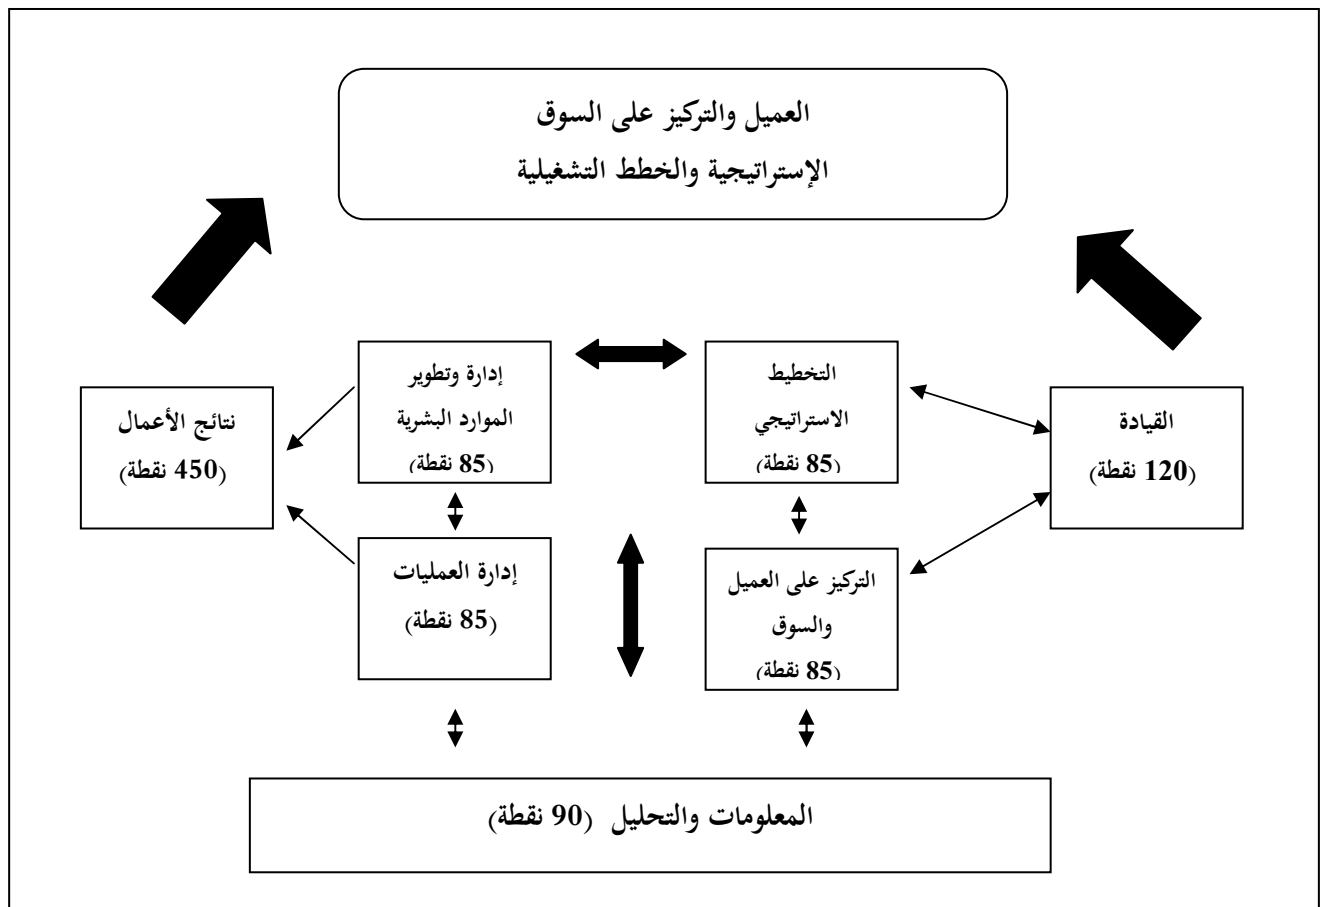 العميل والتركيز على السوق
الإستراتيجية والخطط التشغيلية
القيادة
(120 نقطة)
التخطيط
الاستراتيجي
(85 نقطة)
إدارة وتطوير
الموارد البشرية
(85 نقطة)
نتائج الأعمال
(450 نقطة)
التركيز على العميل
والسوق
(85 نقطة)
إدارة العمليات
(85 نقطة)
المعلومات والتحليل (90 نقطة)